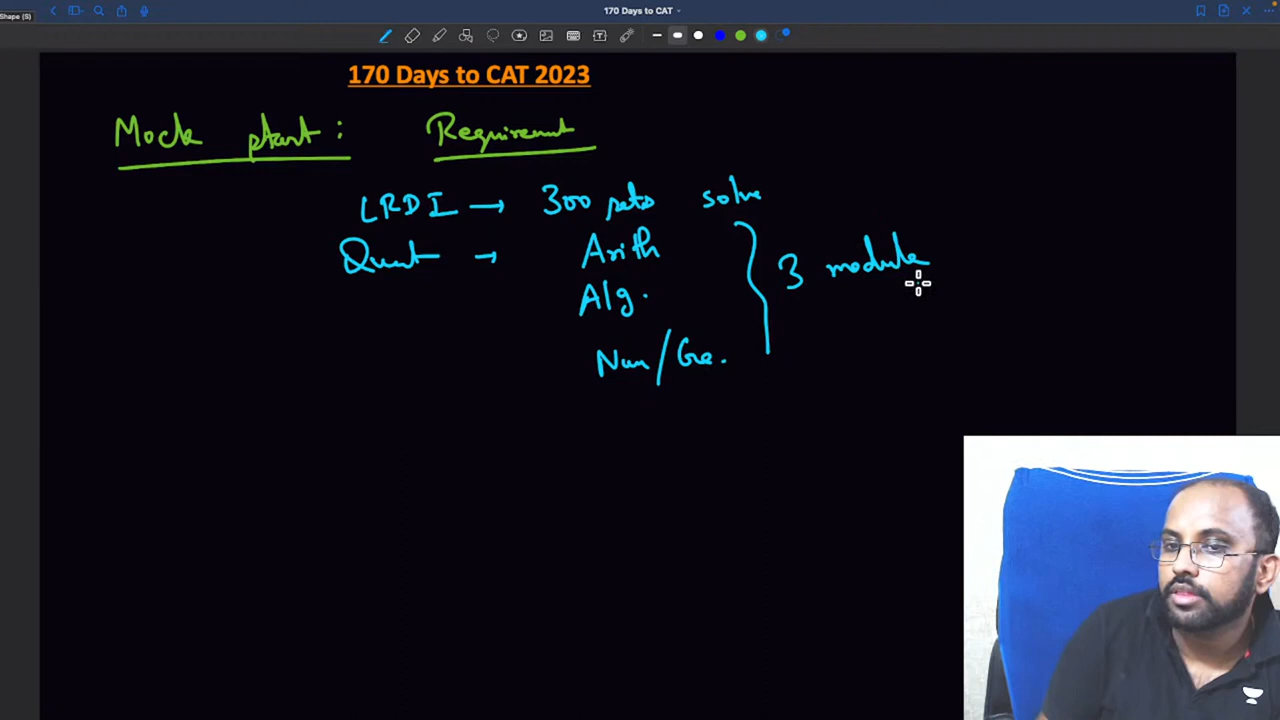 Shape (S)
170 Days to CAT
170 Days to CAT 2023
Mock start: Requirement
LRDI → 300 sets solve
Quant → Arith
Alg.
3 module
Num/Geo.